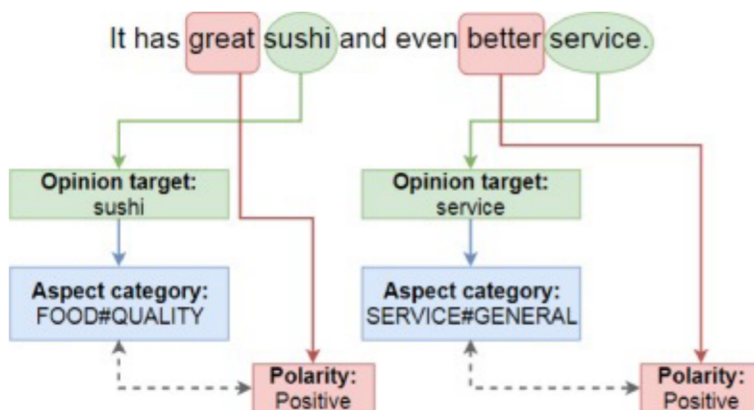 It has great sushi and even better service.
Opinion target:
sushi
Opinion target:
service
Aspect category:
FOOD#QUALITY
Aspect category:
SERVICE#GENERAL
Polarity:
Positive
Polarity:
Positive